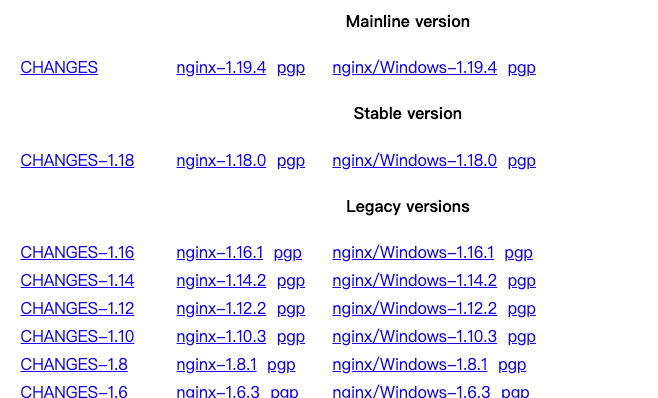 Mainline version
CHANGES nginx-1.19.4 pgp nginx/Windows-1.19.4 pgp
Stable version
CHANGES-1.18 nginx-1.18.0 pgp nginx/Windows-1.18.0 pgp
Legacy versions
CHANGES-1.16 nginx-1.16.1 pgp nginx/Windows-1.16.1 pgp
CHANGES-1.14 nginx-1.14.2 pgp nginx/Windows-1.14.2 pgp
CHANGES-1.12 nginx-1.12.2 pgp nginx/Windows-1.12.2 pgp
CHANGES-1.10 nginx-1.10.3 pgp nginx/Windows-1.10.3 pgp
CHANGES-1.8 nginx-1.8.1 pgp nginx/Windows-1.8.1 pgp
CHANGES-1.6 nginx-1.6.3 pgp nginx/Windows-1.6.3 pgp